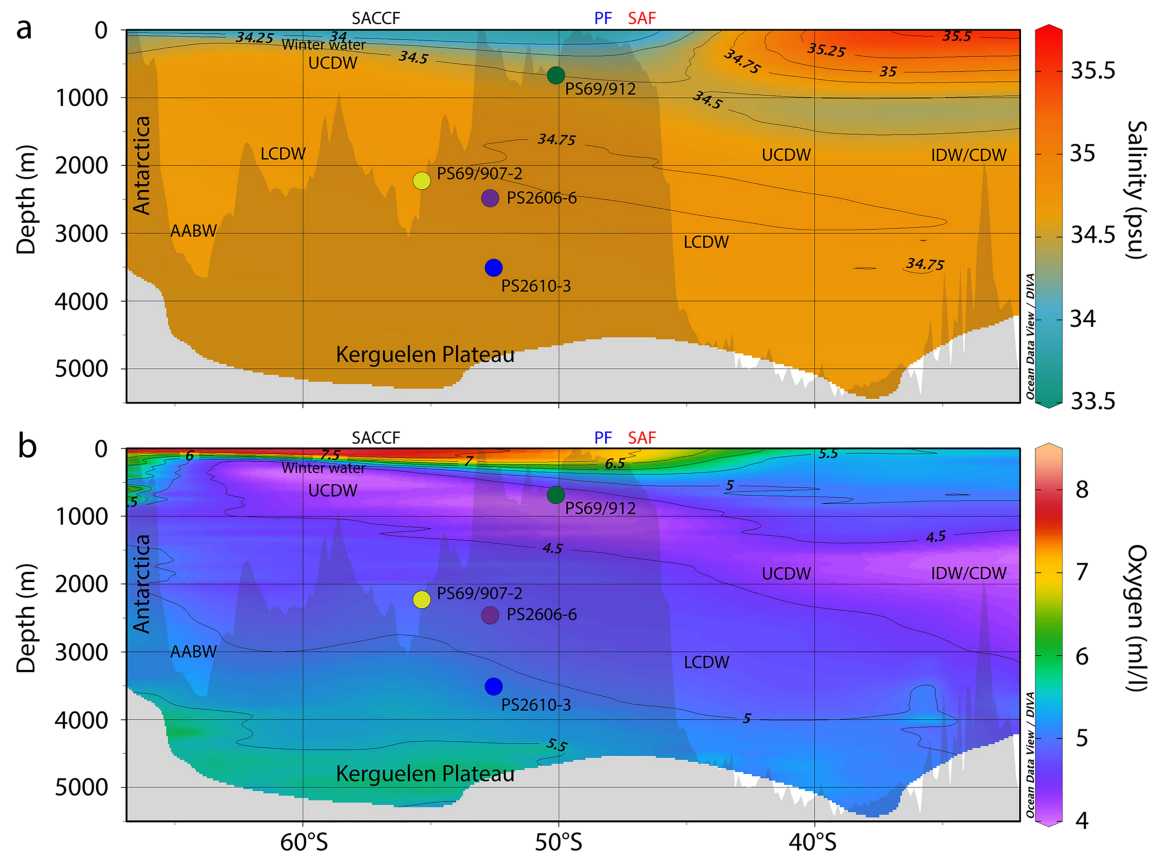 a
SACCF PF SAF
0
1000
2000
3000
4000
5000
Depth (m)
Antarctica
34.25
34
Winter water
UCDW
34.5
34.75
35.25
35.5
35
34.5
PS69/912
34.75
LCDW
UCDW
IDW/CDW
PS69/907-2
PS2606-6
AABW
LCDW
34.75
PS2610-3
Kerguelen Plateau
Ocean Data View / DIVA
35.5
35
34.5
34
33.5
Salinity (psu)
b
SACCF PF SAF
0
1000
2000
3000
4000
5000
Depth (m)
Antarctica
6
7.5
7
6.5
5.5
Winter water
UCDW
5
.5
PS69/912
4.5
4.5
UCDW
IDW/CDW
PS69/907-2
PS2606-6
AABW
LCDW
PS2610-3
5
5.5
Kerguelen Plateau
Ocean Data View / DIVA
8
7
6
5
4
Oxygen (ml/l)
60°S 50°S 40°S